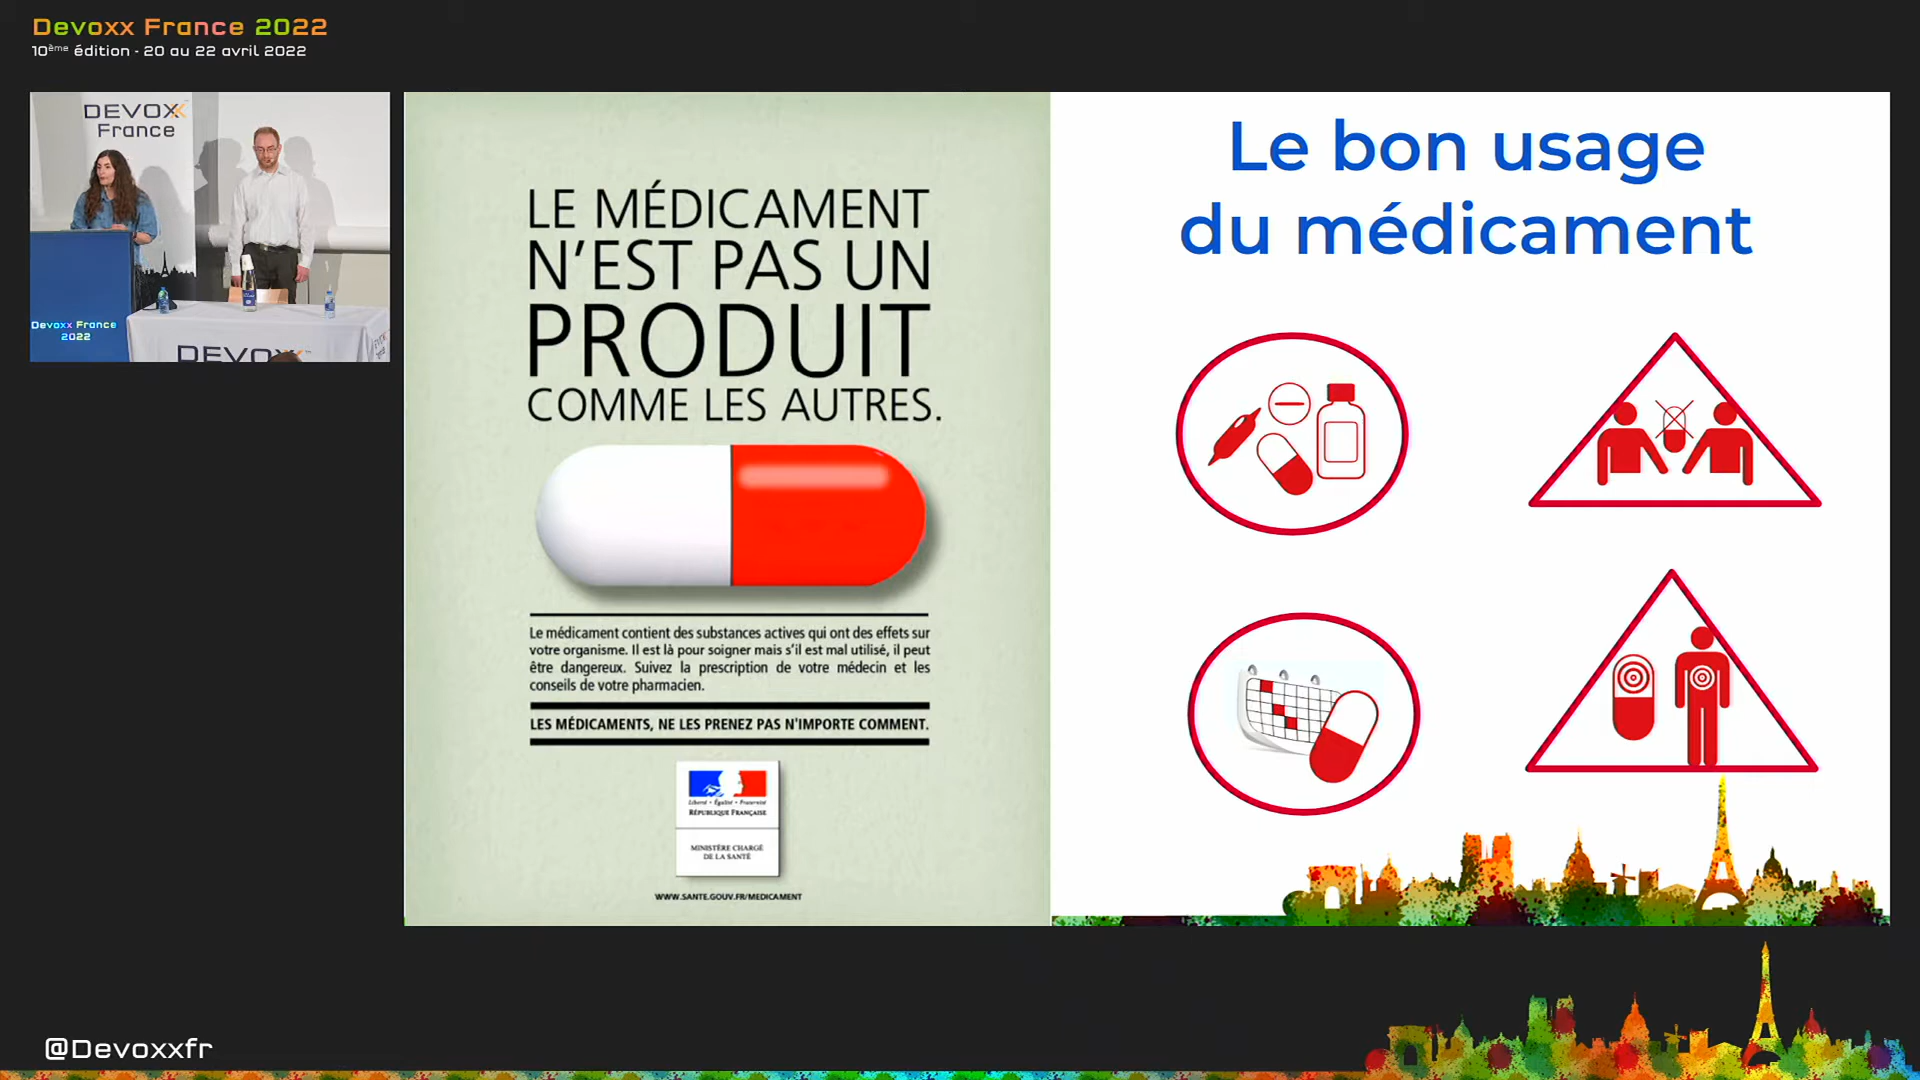 Devoxx France 2022
10ème édition - 20 au 22 avril 2022
DEVOXX
France
Devoxx France
2022
DEVOXX
LE MÉDICAMENT
N'EST PAS UN
PRODUIT
COMME LES AUTRES.
Le médicament contient des substances actives qui ont des effets sur
votre organisme. Il est là pour soigner mais s'il est mal utilisé, il peut
être dangereux. Suivez la prescription de votre médecin et les
conseils de votre pharmacien.
LES MÉDICAMENTS, NE LES PRENEZ PAS N'IMPORTE COMMENT.
Liberté • Égalité • Fraternité
RÉPUBLIQUE FRANÇAISE
MINISTÈRE CHARGÉ
DE LA SANTÉ
WWW.SANTE.GOUV.FR/MEDICAMENT
Le bon usage
du médicament
@Devoxxfr